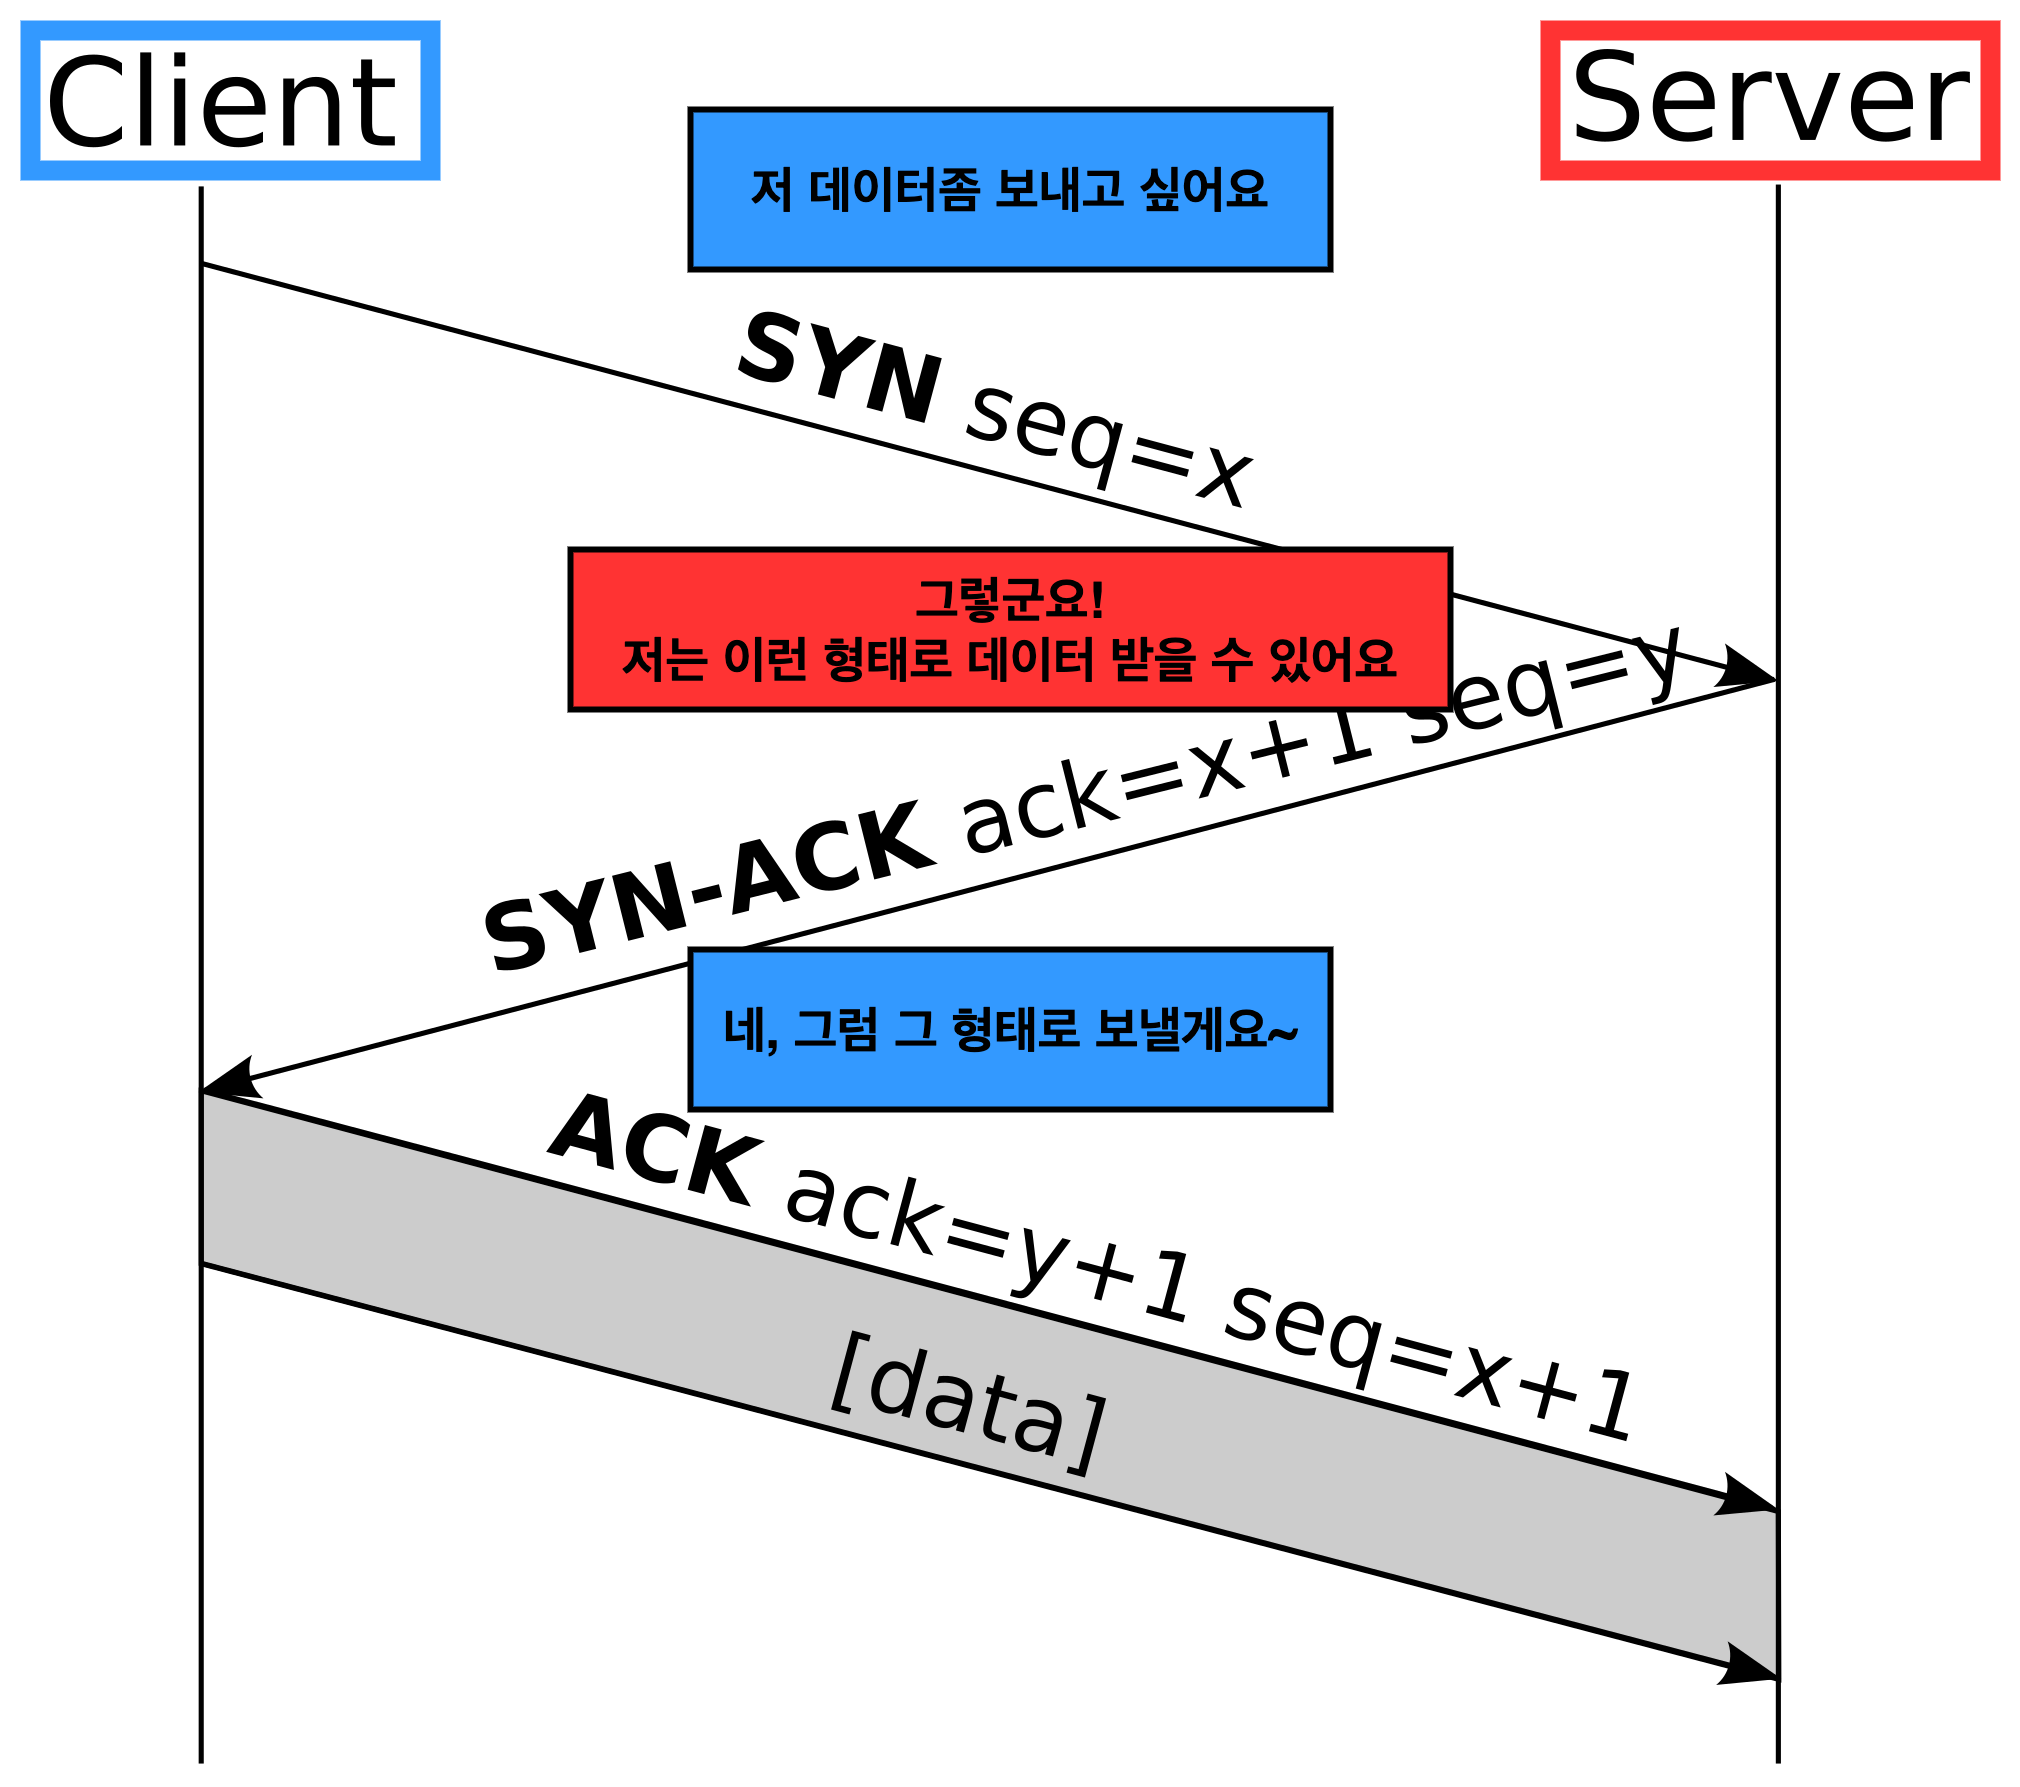 Client
Server
저 데이터좀 보내고 싶어요
SYN seq=x
그렇군요!
저는 이런 형태로 데이터 받을 수 있어요
SYN-ACK ack=x+1 seq=y
네, 그럼 그 형태로 보낼게요~
ACK ack=y+1 seq=x+1
[data]